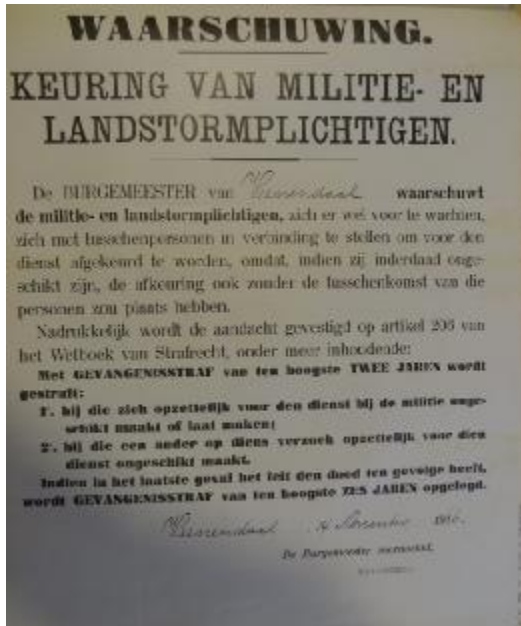 WAARSCHUWING.
KEURING VAN MILITIE- EN
LANDSTORMPLICHTIGEN.
De BURGEMEESTER van Veenendaal waarschuwt
de militie- en landstormplichtigen, zich er wel voor te wachten,
zich met tusschenpersonen in verbinding te stellen om voor den
dienst afgekeurd te worden, omdat, indien zij inderdaad onge-
schikt zijn, de afkeuring ook zonder de tusschenkomst van die
personen zou plaats hebben.
Nadrukkelijk wordt de aandacht gevestigd op artikel 206 van
het Wetboek van Strafrecht, onder meer inhoudende:
Met GEVANGENISSTRAF van ten hoogste TWEE JAREN wordt
gestraft:
1°. hij die zich opzettelijk voor den dienst bij de militie onge-
schikt maakt of laat maken;
2°. hij die een ander op diens verzoek opzettelijk voor dien
dienst ongeschikt maakt.
Indien in het laatste geval het feit den dood ten gevolge heeft,
wordt GEVANGENISSTRAF van ten hoogste ZES JAREN opgelegd.
Veenendaal
De Burgemeester voornoemd,